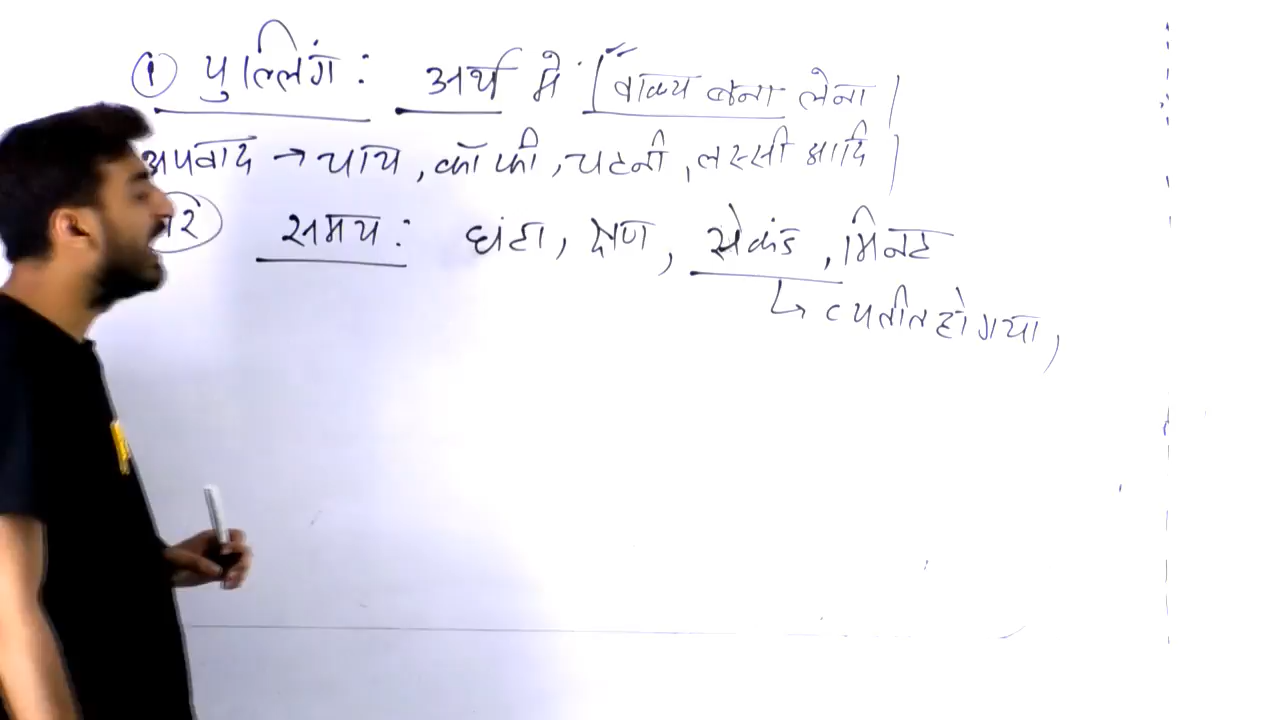 ① पुल्लिंग : अर्थ में [वाक्य बना लेना|
अपवाद → चाय, कॉफी, चटनी, लस्सी आदि|
समय : घंटा, क्षण, सेकंड, मिनट
↳ व्यतीत हो गया,